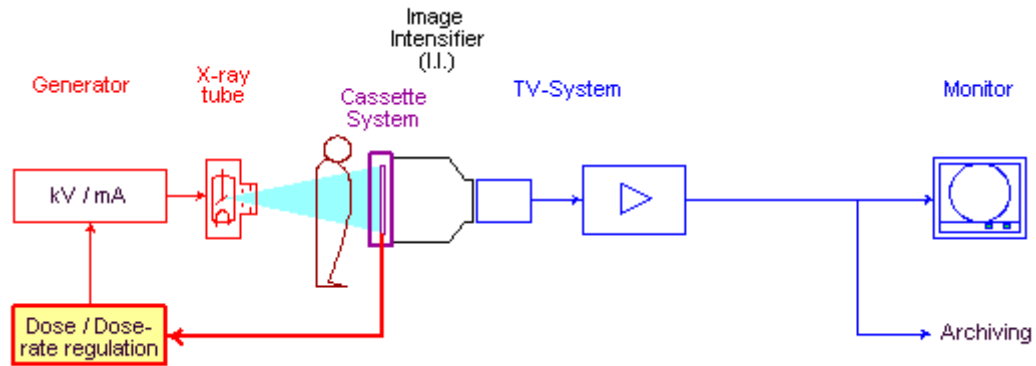 Image
Intensifier
(I.I.)
Generator
X-ray
tube
Cassette
System
TV-System
Monitor
kV / mA
Dose / Dose-
rate regulation
Archiving